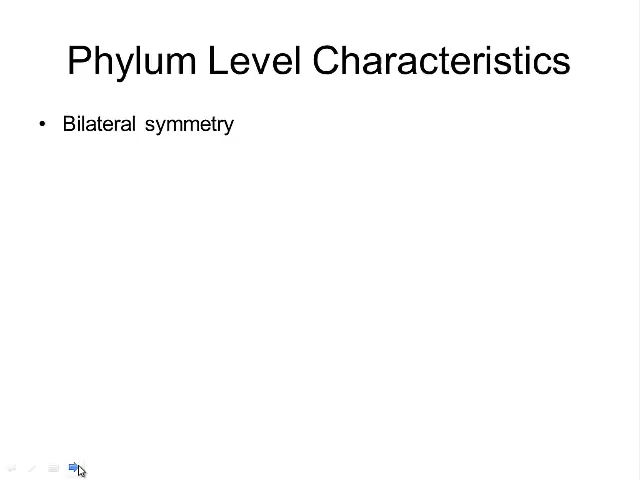 Phylum Level Characteristics
• Bilateral symmetry